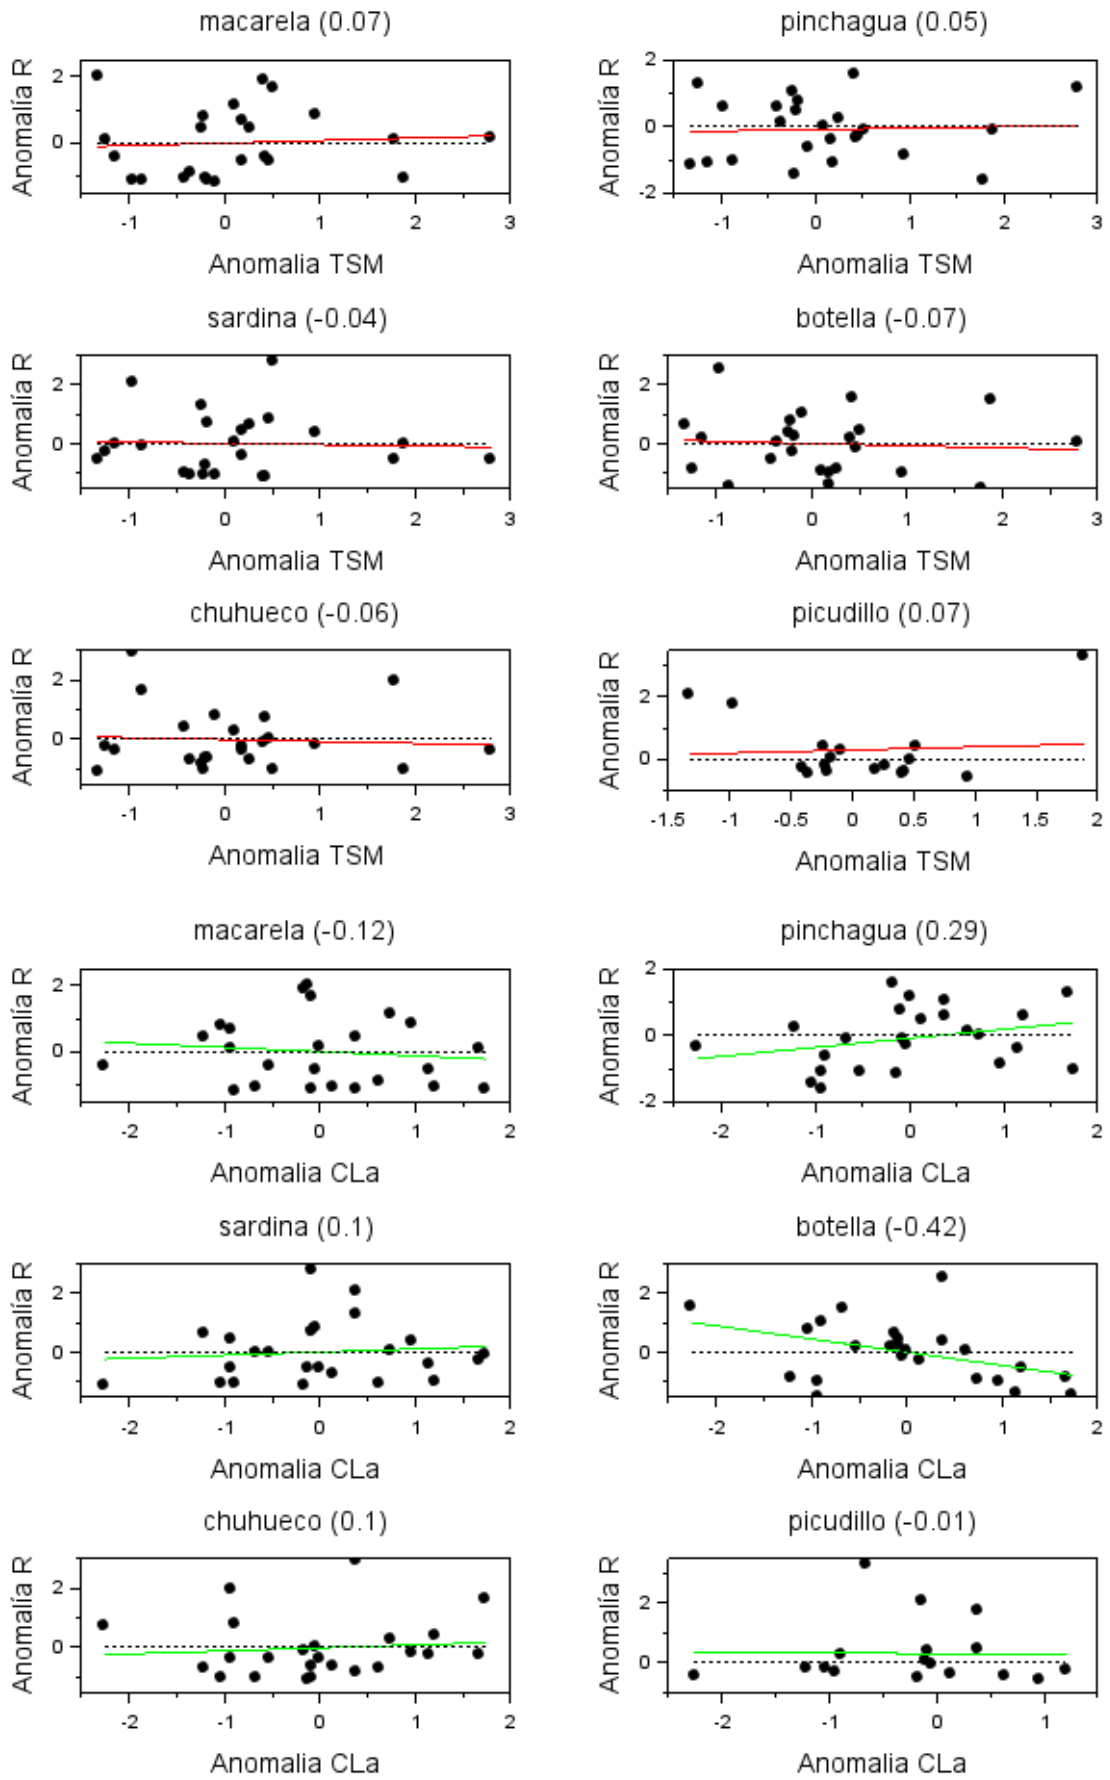 macarela (0.07)
Anomalía R
2
0
-1 0 1 2 3
Anomalia TSM
pinchagua (0.05)
Anomalía R
2
0
-2
-1 0 1 2 3
Anomalia TSM
sardina (-0.04)
Anomalía R
2
0
-1 0 1 2 3
Anomalia TSM
botella (-0.07)
Anomalía R
2
0
-1 0 1 2 3
Anomalia TSM
chuhueco (-0.06)
Anomalía R
2
0
-1 0 1 2 3
Anomalia TSM
picudillo (0.07)
Anomalía R
2
0
-1.5 -1 -0.5 0 0.5 1 1.5 2
Anomalia TSM
macarela (-0.12)
Anomalía R
2
0
-2 -1 0 1 2
Anomalia CLa
pinchagua (0.29)
Anomalía R
2
0
-2
-2 -1 0 1 2
Anomalia CLa
sardina (0.1)
Anomalía R
2
0
-2 -1 0 1 2
Anomalia CLa
botella (-0.42)
Anomalía R
2
0
-2 -1 0 1 2
Anomalia CLa
chuhueco (0.1)
Anomalía R
2
0
-2 -1 0 1 2
Anomalia CLa
picudillo (-0.01)
Anomalía R
2
0
-2 -1 0 1
Anomalia CLa